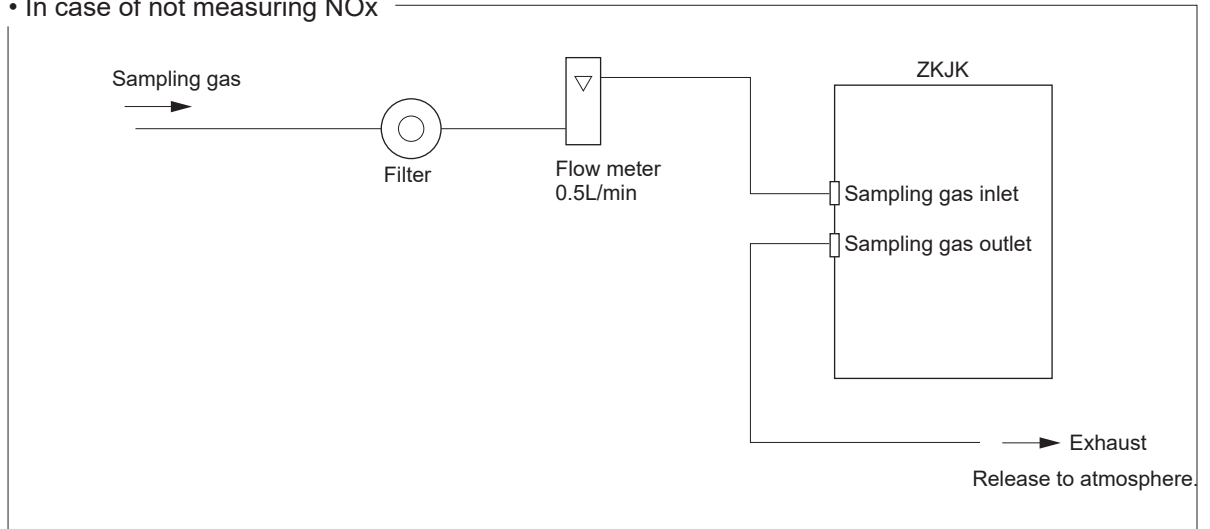 • In case of not measuring NOx
Sampling gas
ZKJK
Filter
Flow meter
0.5L/min
Sampling gas inlet
Sampling gas outlet
Exhaust
Release to atmosphere.